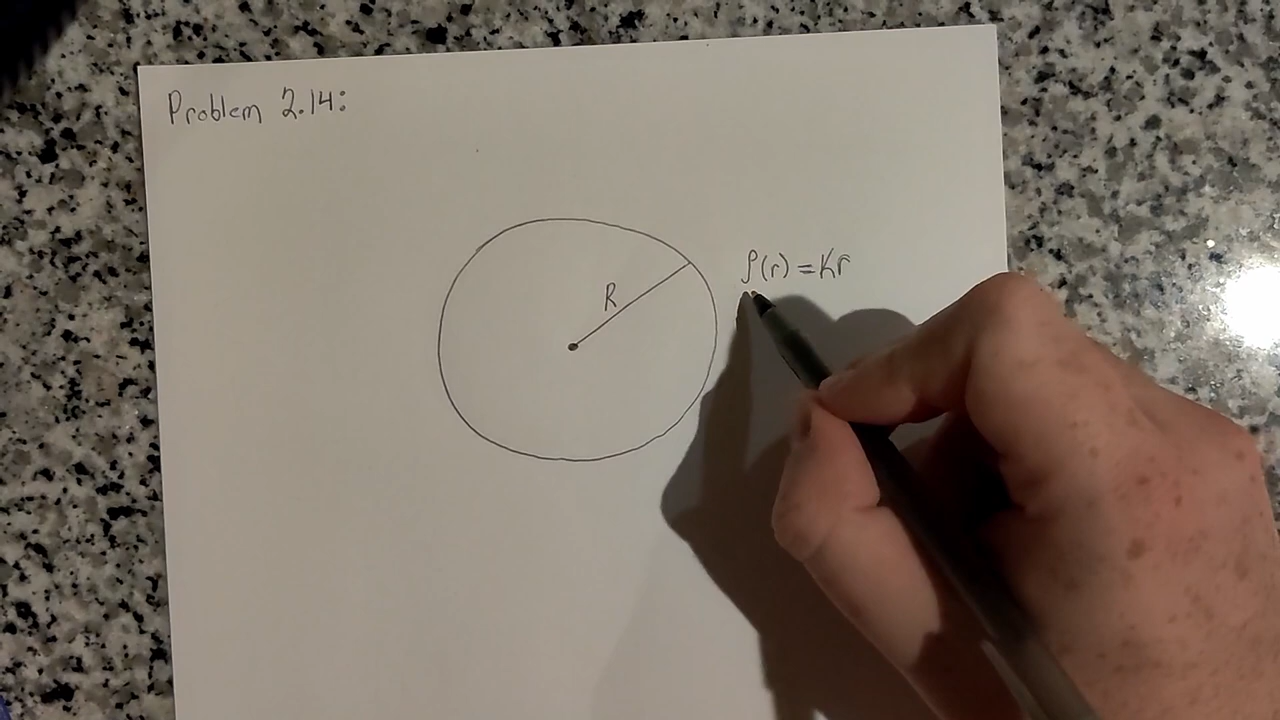 Problem 2.14:
ρ(r) = Kr
R